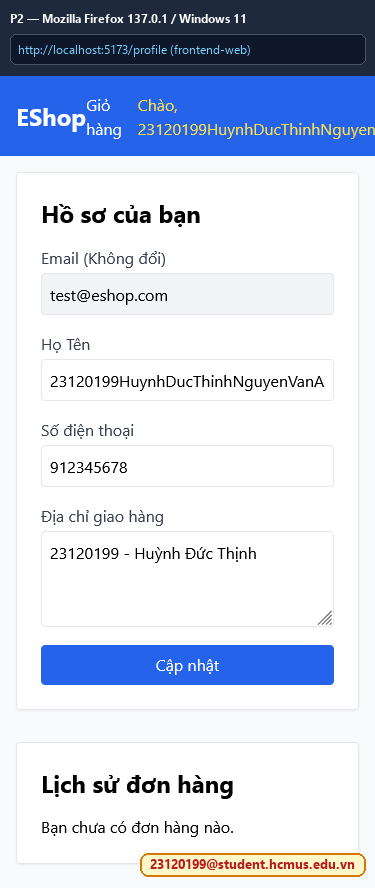 P2 — Mozilla Firefox 137.0.1 / Windows 11
http://localhost:5173/profile (frontend-web)
EShop
Giỏ hàng
Chào, 23120199HuynhDucThinhNguyen
Hồ sơ của bạn
Email (Không đổi)
test@eshop.com
Họ Tên
23120199HuynhDucThinhNguyenVanA
Số điện thoại
912345678
Địa chỉ giao hàng
23120199 - Huỳnh Đức Thịnh
Cập nhật
Lịch sử đơn hàng
Bạn chưa có đơn hàng nào.
23120199@student.hcmus.edu.vn